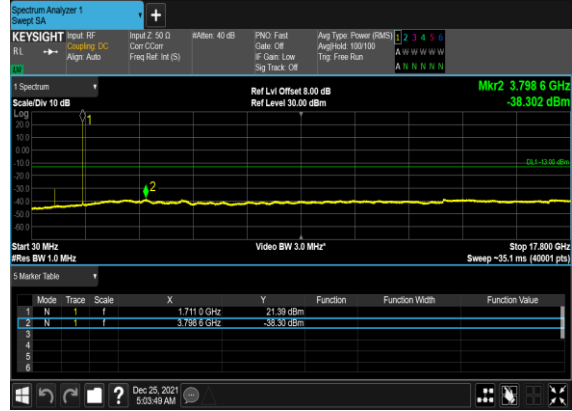 Spectrum Analyzer 1
Swept SA
KEYSIGHT Input: RF Input Z: 50 Ω #Atten: 40 dB PNO: Fast Avg Type: Power (RMS) 1 2 3 4 5 6
RL Coupling: DC Corr CCorr Gate: Off Avg|Hold: 100/100 A W W W W W
Align: Auto Freq Ref: Int (S) IF Gain: Low Trig: Free Run
Sig Track: Off A N N N N N
1 Spectrum
Ref Lvl Offset 8.00 dB Mkr2 3.798 6 GHz
Scale/Div 10 dB Ref Level 30.00 dBm -38.302 dBm
Log
20.0
10.0
0.00
-10.0
-20.0
-30.0
-40.0
-50.0
-60.0
1
2
DL1 -13.00 dBm
Start 30 MHz Video BW 3.0 MHz* Stop 17.800 GHz
#Res BW 1.0 MHz Sweep ~35.1 ms (40001 pts)
5 Marker Table
Mode Trace Scale X Y Function Function Width Function Value
1 N 1 f 1.711 0 GHz 21.39 dBm
2 N 1 f 3.798 6 GHz -38.30 dBm
3
4
5
6
? Dec 25, 2021
5:03:49 AM